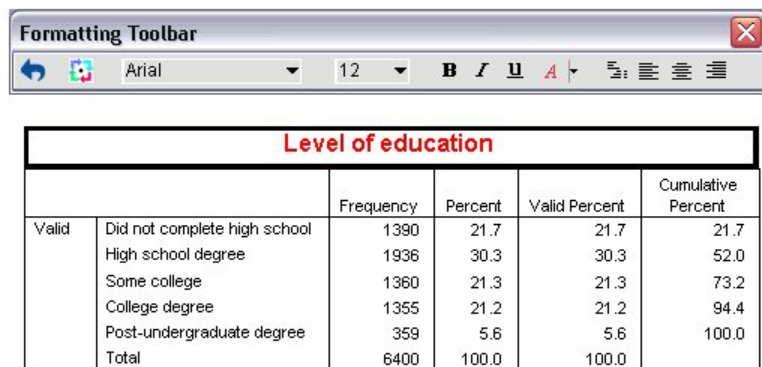 Formatting Toolbar
Arial 12 B I U A
Level of education
Frequency Percent Valid Percent Cumulative Percent
Valid Did not complete high school 1390 21.7 21.7 21.7
High school degree 1936 30.3 30.3 52.0
Some college 1360 21.3 21.3 73.2
College degree 1355 21.2 21.2 94.4
Post-undergraduate degree 359 5.6 5.6 100.0
Total 6400 100.0 100.0